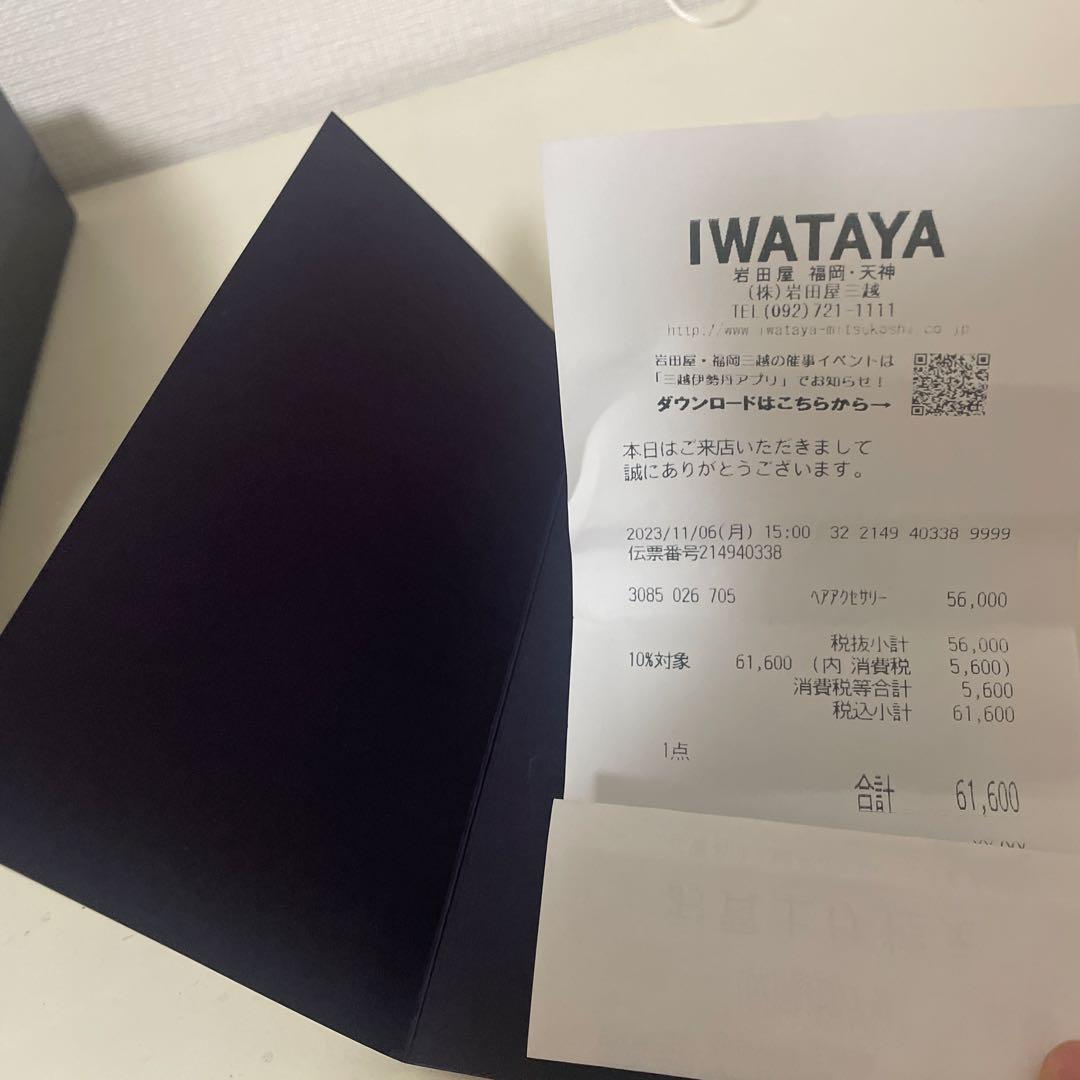 IWATAYA
岩田屋 福岡・天神
(株)岩田屋三越
TEL(092)721-1111
http://www.iwataya-mitsukoshi.co.jp
岩田屋・福岡三越の催事イベントは
「三越伊勢丹アプリ」でお知らせ!
ダウンロードはこちらから→
本日はご来店いただきまして
誠にありがとうございます。
2023/11/06(月) 15:00 32 2149 40338 9999
伝票番号214940338
3085 026 705 ヘアアクセサリー 56,000
税抜小計 56,000
10%対象 61,600 (内 消費税 5,600)
消費税等合計 5,600
税込小計 61,600
1点
合計 61,600